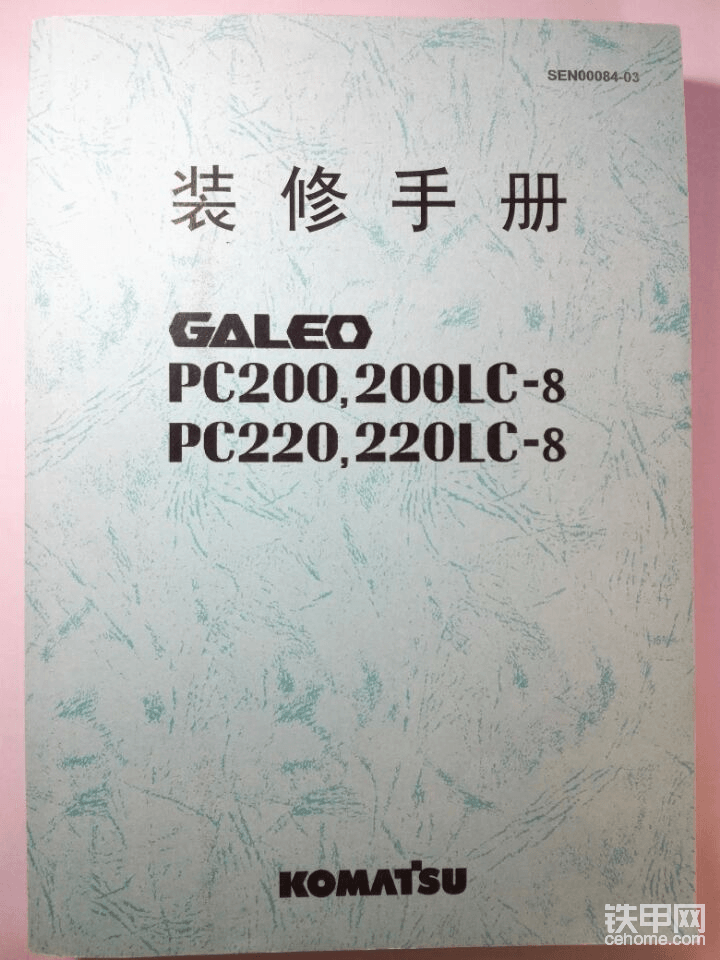 SEN00084-03
装修手册
GALEO
PC200,200LC-8
PC220,220LC-8
KOMATSU
铁甲网
cehome.com